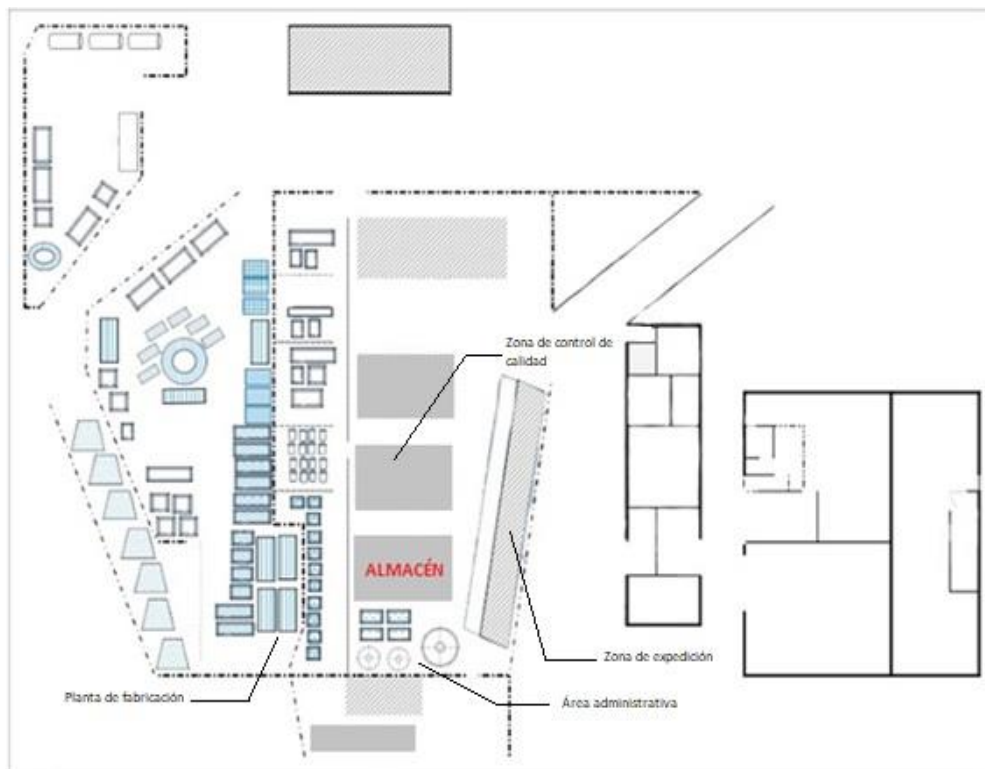 Zona de control de
calidad
ALMACÉN
Zona de expedición
Planta de fabricación
Área administrativa